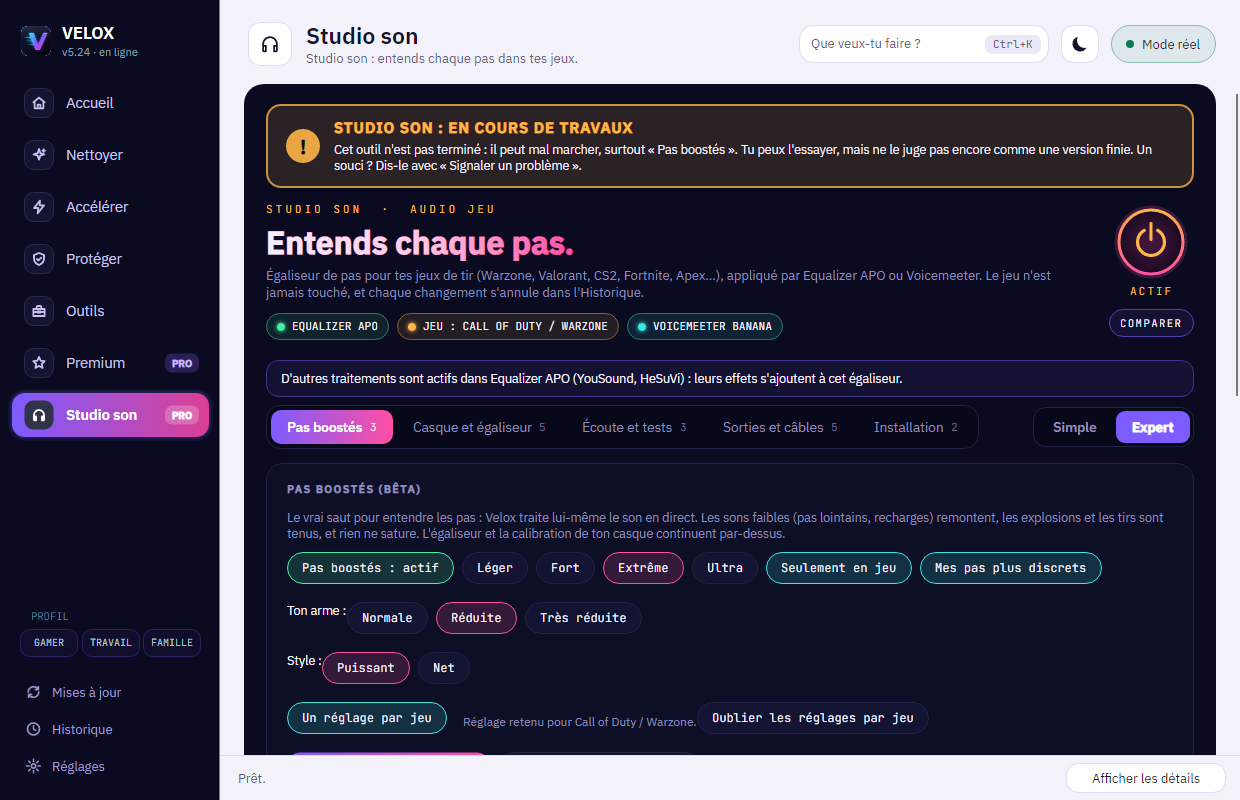 VELOX
v5.24 · en ligne
Accueil
Nettoyer
Accélérer
Protéger
Outils
Premium PRO
Studio son PRO
PROFIL
GAMER TRAVAIL FAMILLE
Mises à jour
Historique
Réglages
Studio son
Studio son : entends chaque pas dans tes jeux.
Que veux-tu faire ? Ctrl+K
Mode réel
STUDIO SON : EN COURS DE TRAVAUX
Cet outil n'est pas terminé : il peut mal marcher, surtout « Pas boostés ». Tu peux l'essayer, mais ne le juge pas encore comme une version finie. Un
souci ? Dis-le avec « Signaler un problème ».
STUDIO SON · AUDIO JEU
Entends chaque pas.
Égaliseur de pas pour tes jeux de tir (Warzone, Valorant, CS2, Fortnite, Apex...), appliqué par Equalizer APO ou Voicemeeter. Le jeu n'est
jamais touché, et chaque changement s'annule dans l'Historique.
ACTIF
COMPARER
EQUALIZER APO JEU : CALL OF DUTY / WARZONE VOICEMEETER BANANA
D'autres traitements sont actifs dans Equalizer APO (YouSound, HeSuVi) : leurs effets s'ajoutent à cet égaliseur.
Pas boostés 3 Casque et égaliseur 5 Écoute et tests 3 Sorties et câbles 5 Installation 2 Simple Expert
PAS BOOSTÉS (BÊTA)
Le vrai saut pour entendre les pas : Velox traite lui-même le son en direct. Les sons faibles (pas lointains, recharges) remontent, les explosions et les tirs sont
tenus, et rien ne sature. L'égaliseur et la calibration de ton casque continuent par-dessus.
Pas boostés : actif Léger Fort Extrême Ultra Seulement en jeu Mes pas plus discrets
Ton arme : Normale Réduite Très réduite
Style : Puissant Net
Un réglage par jeu Réglage retenu pour Call of Duty / Warzone. Oublier les réglages par jeu
Prêt. Afficher les détails